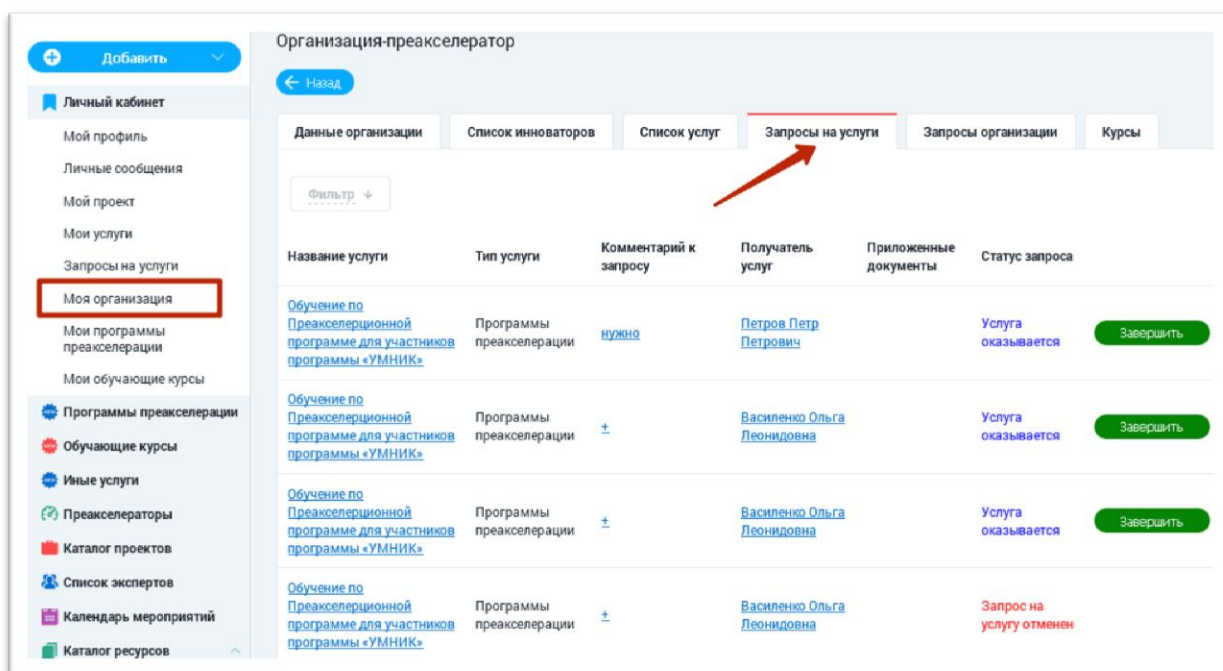 Организация-преакселератор
Добавить
← Назад
Личный кабинет
Мой профиль
Личные сообщения
Мой проект
Мои услуги
Запросы на услуги
Моя организация
Мои программы
преакселерации
Мои обучающие курсы
Программы преакселерации
Обучающие курсы
Иные услуги
Преакселераторы
Каталог проектов
Список экспертов
Календарь мероприятий
Каталог ресурсов
Данные организации Список инноваторов Список услуг Запросы на услуги Запросы организации Курсы
Фильтр ↓
Название услуги Тип услуги Комментарий к запросу Получатель услуг Приложенные документы Статус запроса
Обучение по
Преакселерционной
программе для участников
программы «УМНИК»
Программы
преакселерации
нужно
Петров Петр
Петрович
Услуга
оказывается
Завершить
Обучение по
Преакселерционной
программе для участников
программы «УМНИК»
Программы
преакселерации
+
Василенко Ольга
Леонидовна
Услуга
оказывается
Завершить
Обучение по
Преакселерционной
программе для участников
программы «УМНИК»
Программы
преакселерации
+
Василенко Ольга
Леонидовна
Услуга
оказывается
Завершить
Обучение по
Преакселерционной
программе для участников
программы «УМНИК»
Программы
преакселерации
+
Василенко Ольга
Леонидовна
Запрос на
услугу отменен